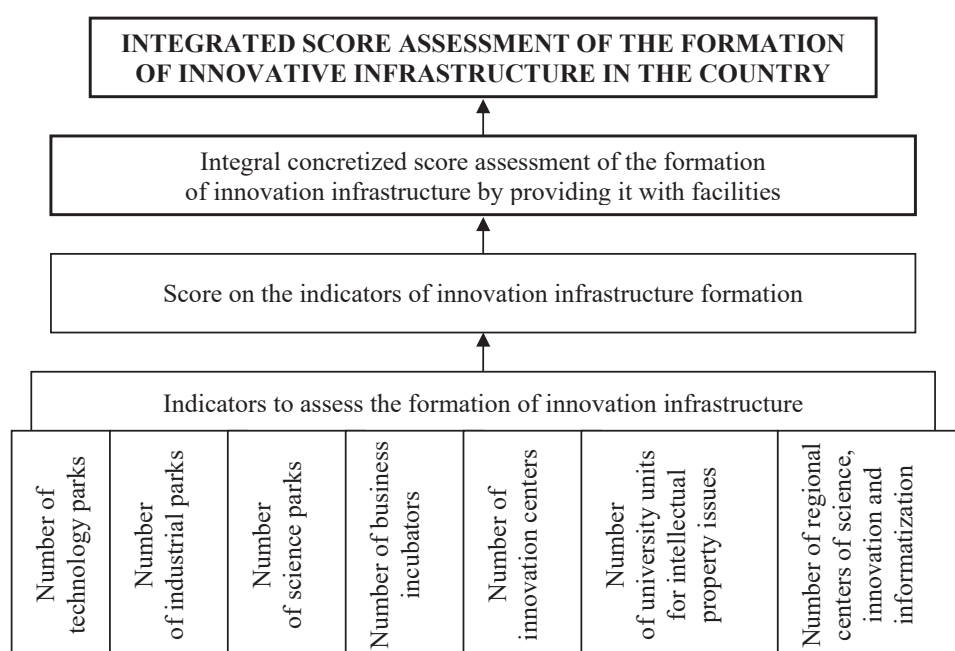 INTEGRATED SCORE ASSESSMENT OF THE FORMATION
OF INNOVATIVE INFRASTRUCTURE IN THE COUNTRY
Integral concretized score assessment of the formation
of innovation infrastructure by providing it with facilities
Score on the indicators of innovation infrastructure formation
Indicators to assess the formation of innovation infrastructure
Number of
technology parks
Number
of industrial parks
Number
of science parks
Number of business
incubators
Number of
innovation centers
Number
of university units
for intellectual
property issues
Number of regional
centers of science,
innovation and
informatization